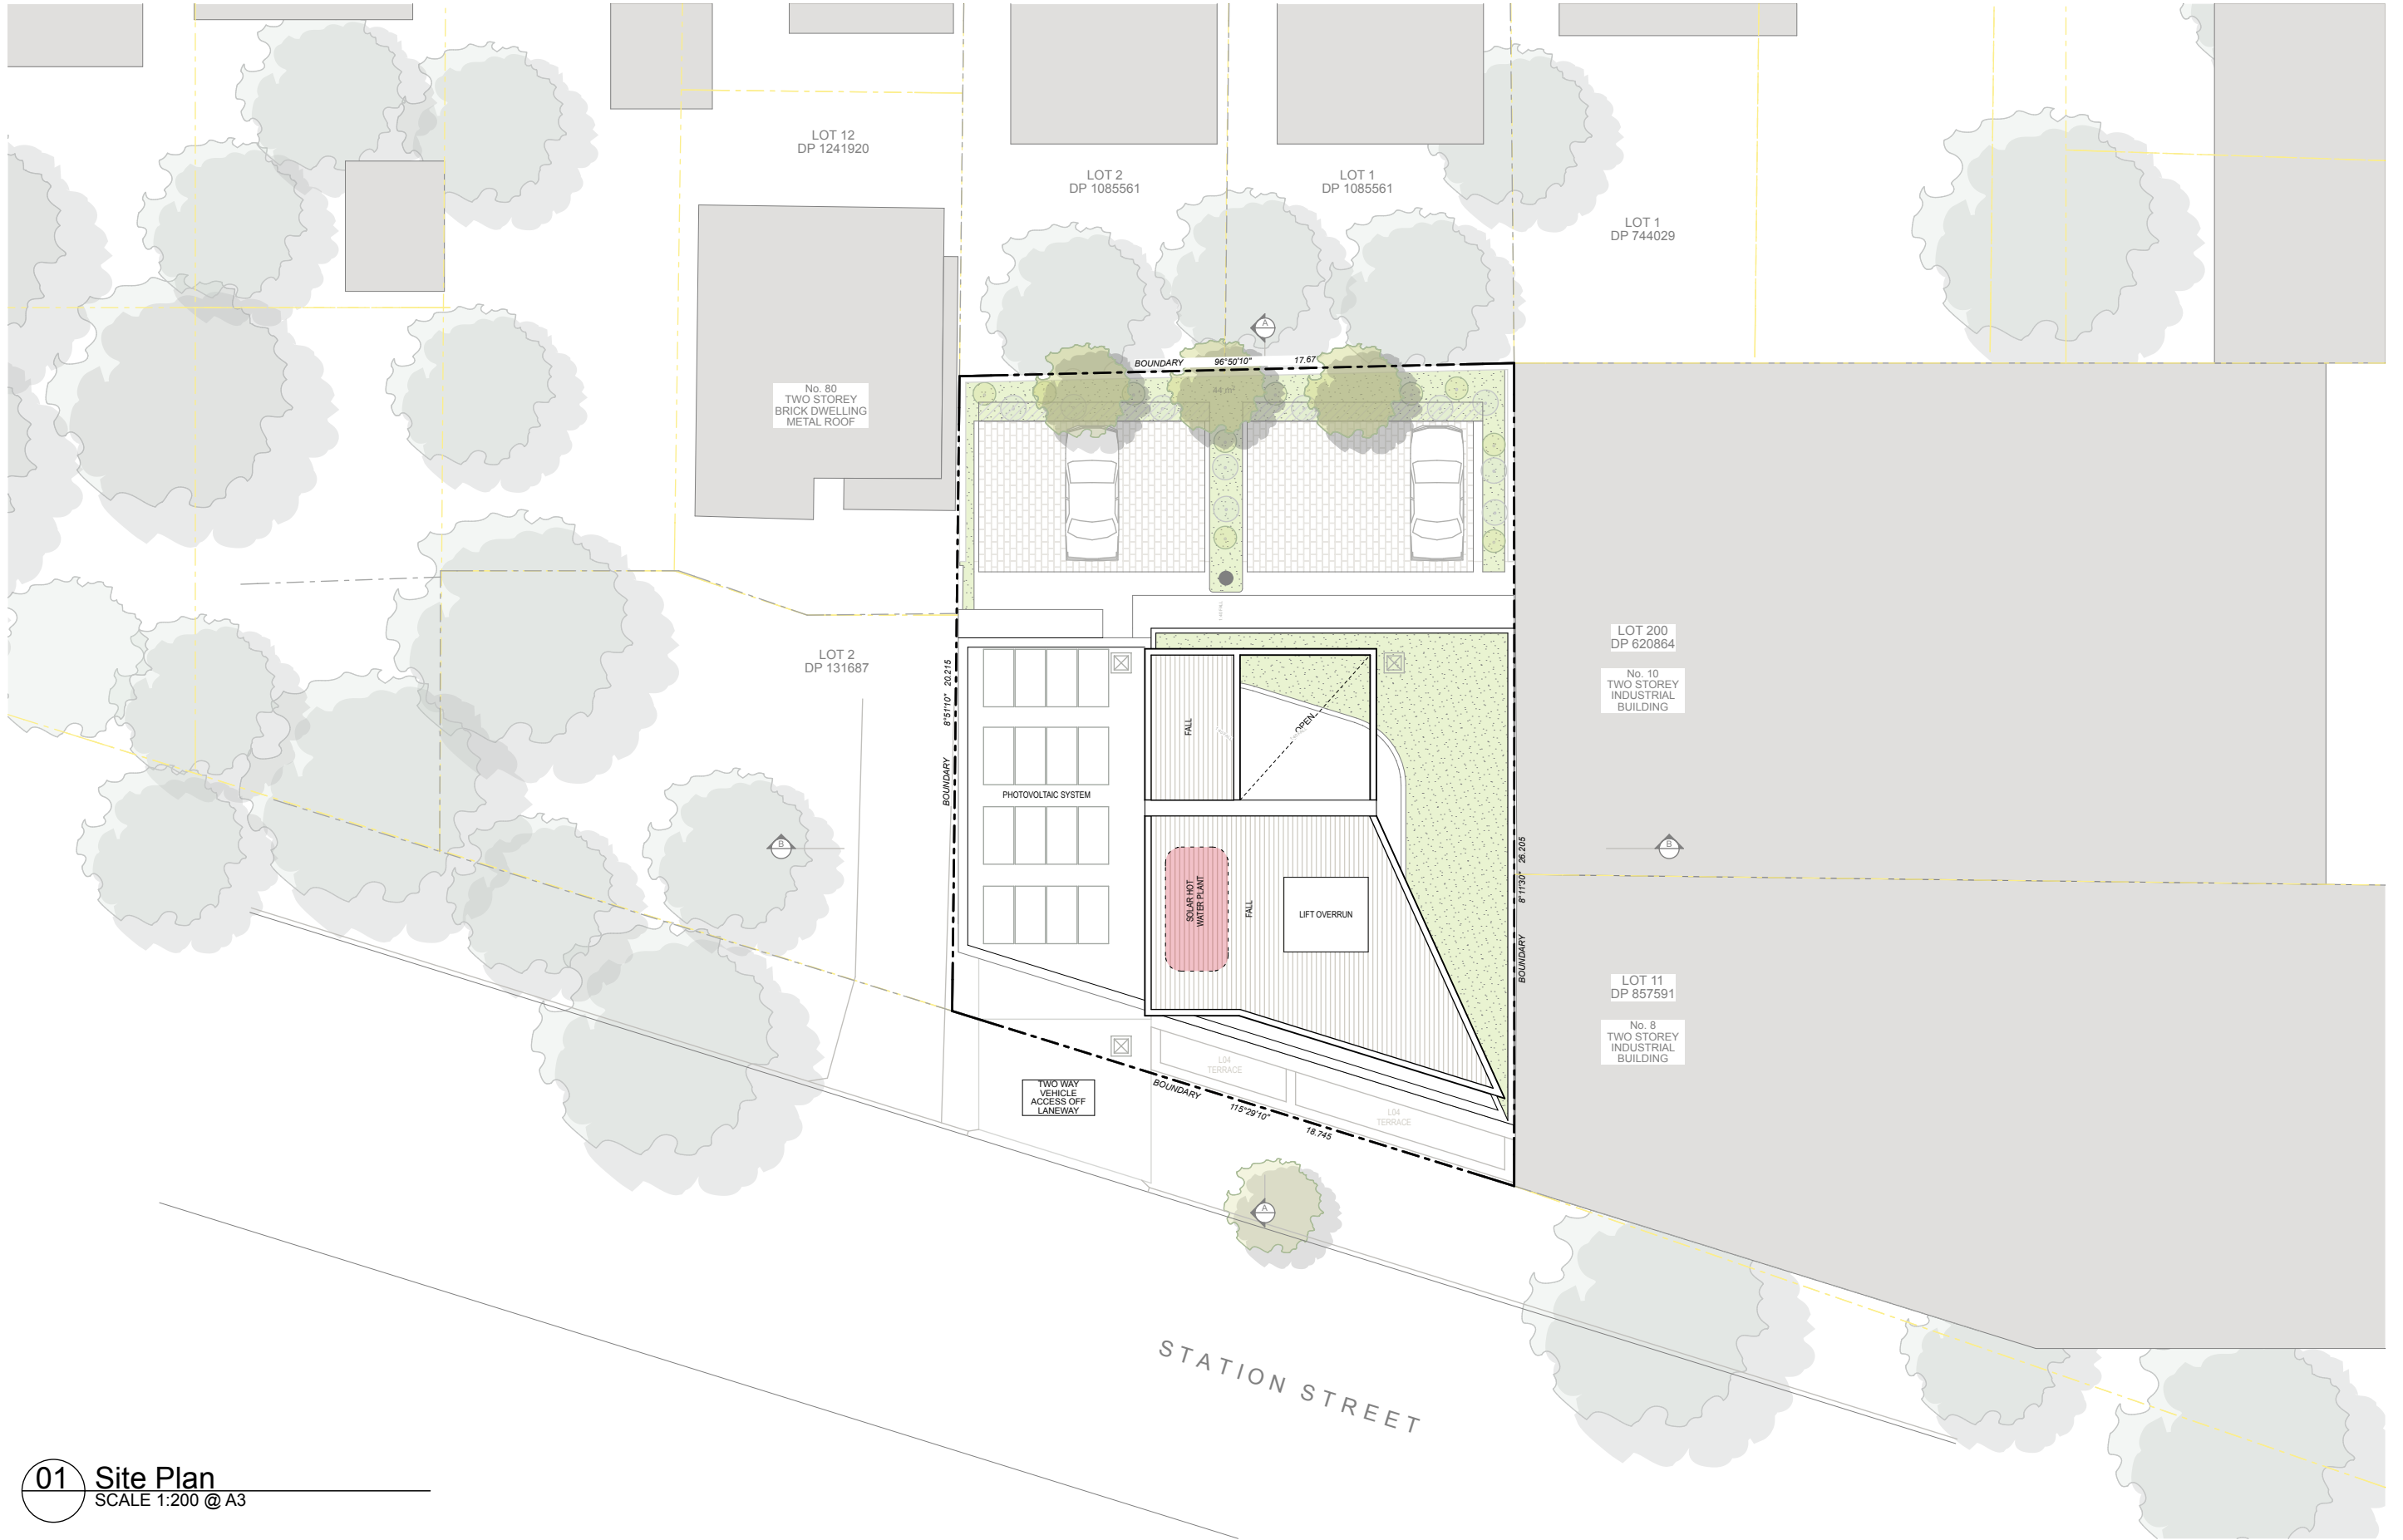 LOT 12
DP 1241920
LOT 2
DP 1085561
LOT 1
DP 1085561
LOT 1
DP 744029
A
BOUNDARY 96°50'10" 17.67
44 m²
No. 80
TWO STOREY
BRICK DWELLING
METAL ROOF
LOT 2
DP 131687
BOUNDARY 8°51'10" 20.215
LOT 200
DP 620864
No. 10
TWO STOREY
INDUSTRIAL
BUILDING
FALL
OPEN
PHOTOVOLTAIC SYSTEM
B
B
SOLAR HOT
WATER PLANT
FALL
LIFT OVERRUN
BOUNDARY 8°11'30" 26.205
LOT 11
DP 857591
No. 8
TWO STOREY
INDUSTRIAL
BUILDING
L04
TERRACE
L04
TERRACE
TWO WAY
VEHICLE
ACCESS OFF
LANEWAY
BOUNDARY 115°29'10" 18.745
A
STATION STREET
01 Site Plan
SCALE 1:200 @ A3